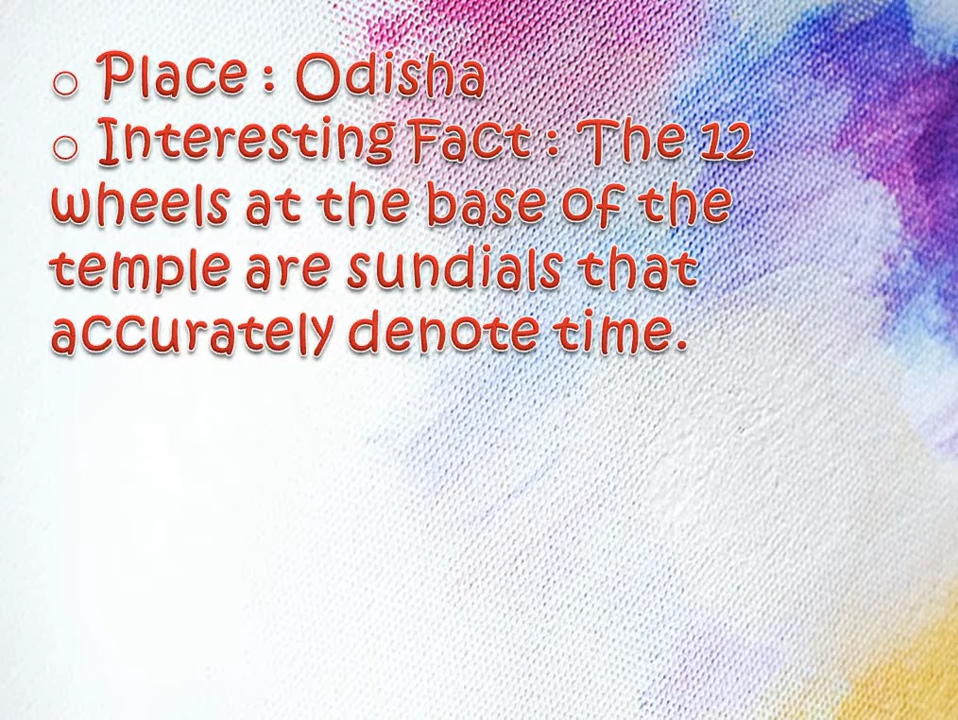 o Place : Odisha
o Interesting Fact : The 12
wheels at the base of the
temple are sundials that
accurately denote time.